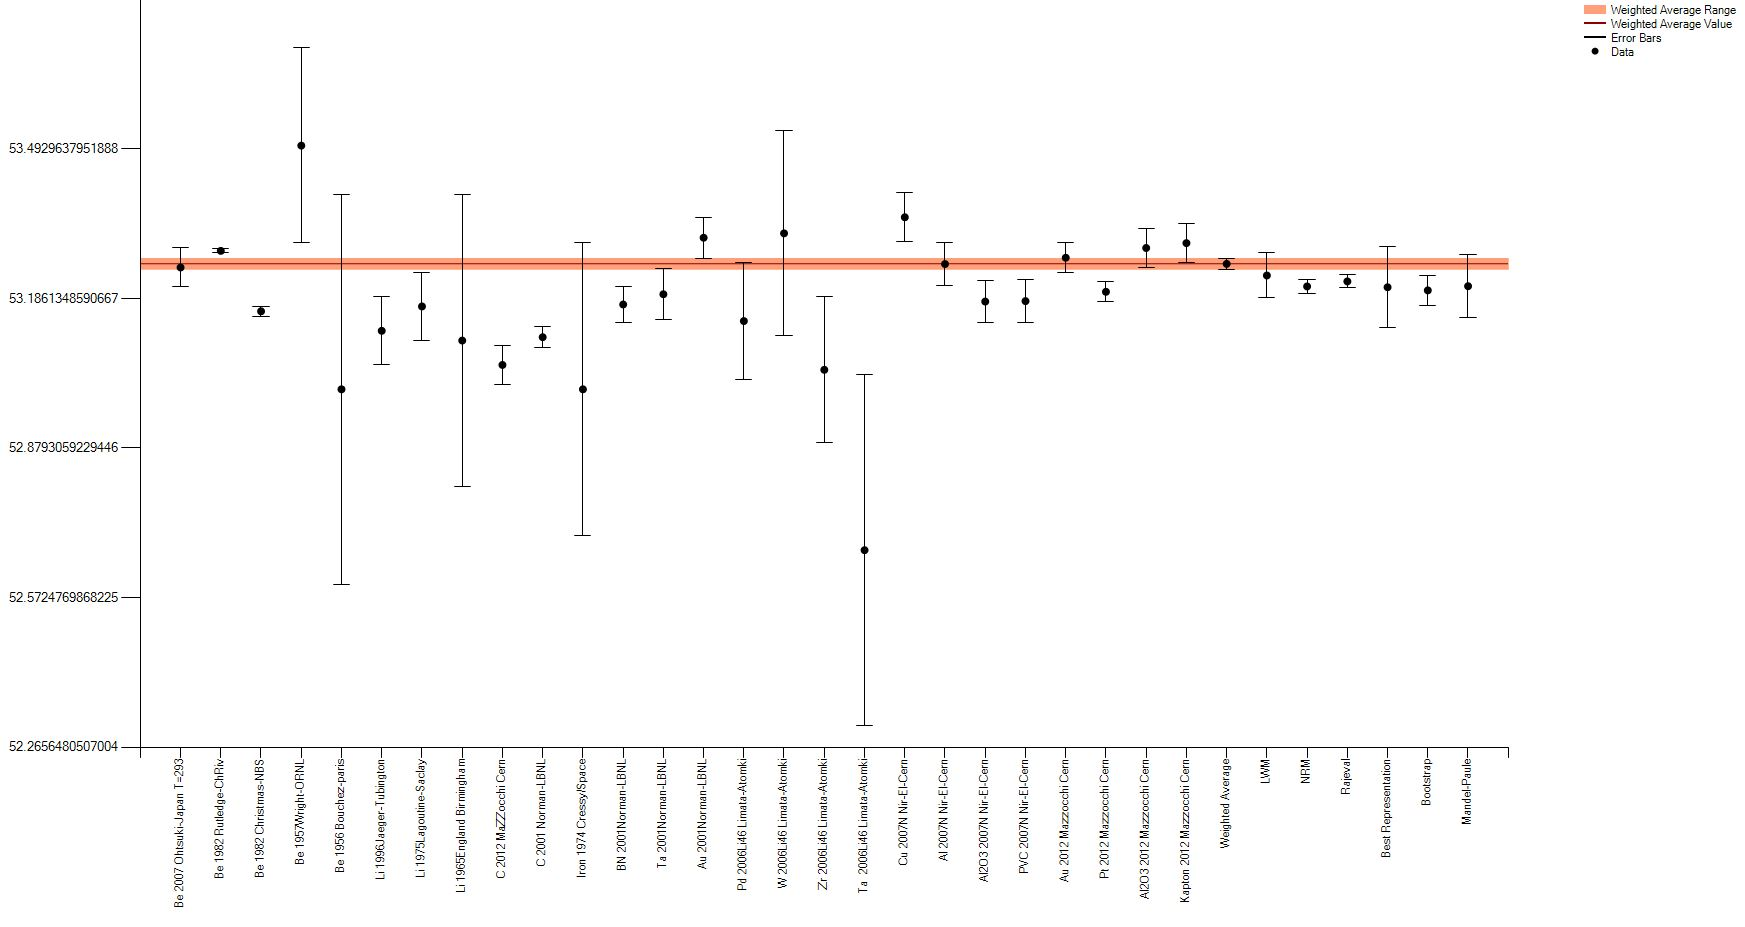 Weighted Average Range
Weighted Average Value
Error Bars
Data
53.4929637951888
53.1861348590667
52.8793059229446
52.5724769868225
52.2656480507004
Be 2007 Ohtsuki-Japan T=293
Be 1982 Rutledge-ChRiv
Be 1982 Christmas-NBS
Be 1957Wright-ORNL
Be 1956 Bouchez-paris
Li 1996Jaeger-Tubington
Li 1975Lagoutine-Saclay
Li 1965England Birmingham
C 2012 MaZZocchi Cern
C 2001 Norman-LBNL
Iron 1974 Cressy/Space
BN 2001Norman-LBNL
Ta 2001Norman-LBNL
Au 2001Norman-LBNL
Pd 2006Li46 Limata-Atomki
W 2006Li46 Limata-Atomki
Zr 2006Li46 Limata-Atomki
Ta 2006Li46 Limata-Atomki
Cu 2007N Nir-El-Cern
Al 2007N Nir-El-Cern
Al2O3 2007N Nir-El-Cern
PVC 2007N Nir-El-Cern
Au 2012 Mazzocchi Cern
Pt 2012 Mazzocchi Cern
Al2O3 2012 Mazzocchi Cern
Kapton 2012 Mazzocchi Cern
Weighted Average
LWM
NRM
Rajeval
Best Representation
Bootstrap
Mandel-Paule